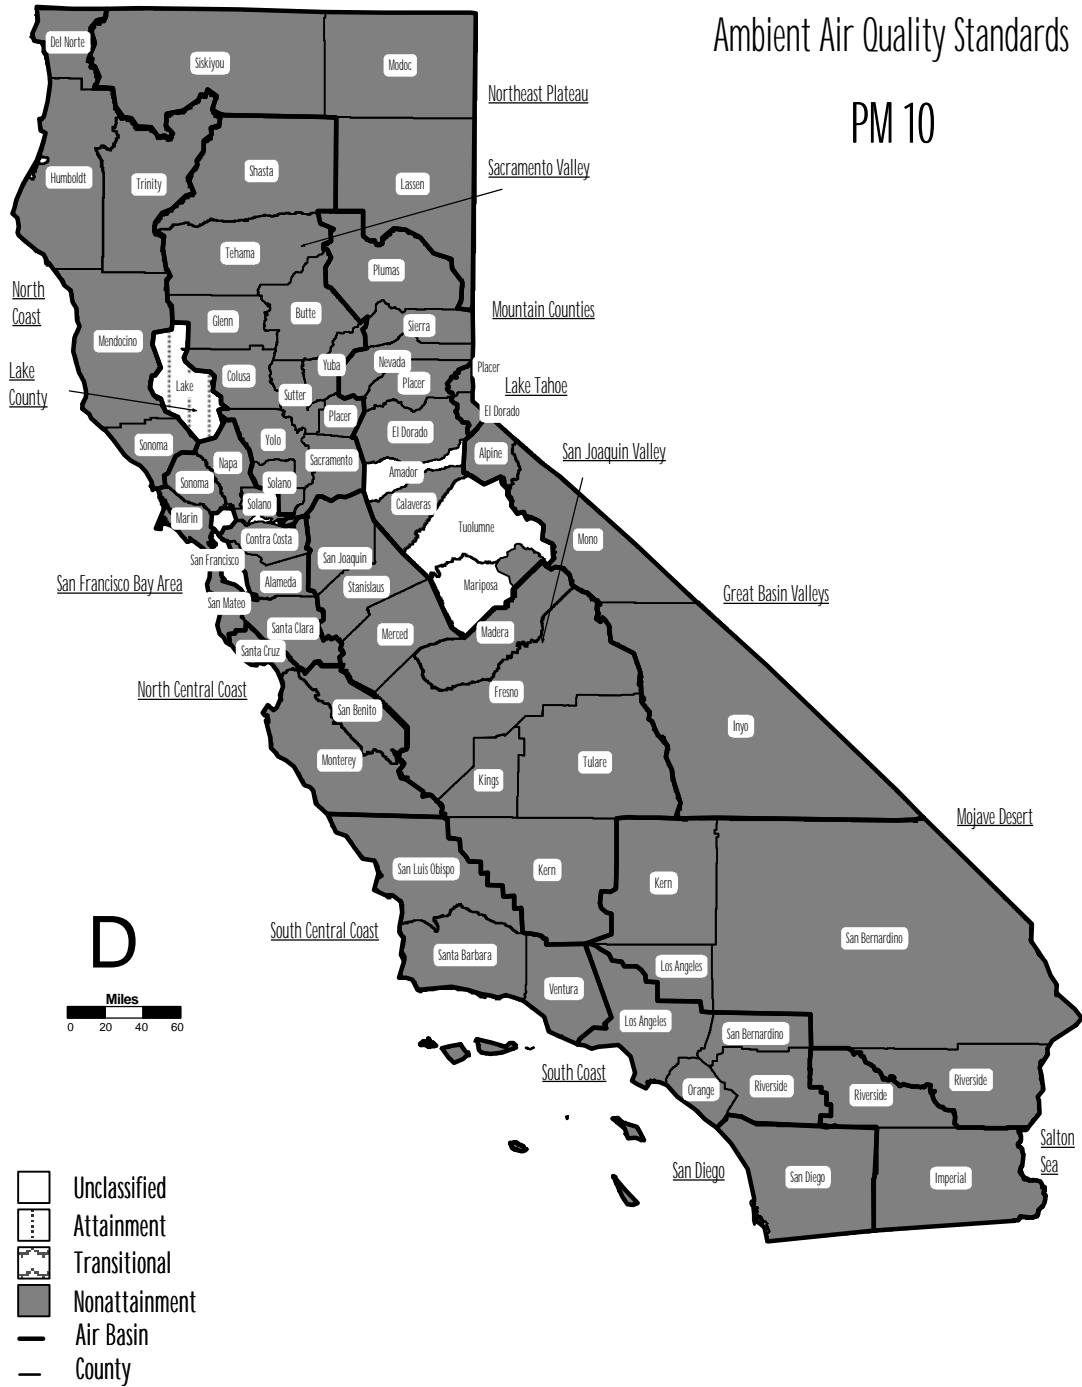 Ambient Air Quality Standards
PM 10
Del Norte
Siskiyou
Modoc
Northeast Plateau
Sacramento Valley
Humboldt
Trinity
Shasta
Lassen
Tehama
Plumas
North
Coast
Mountain Counties
Mendocino
Glenn
Butte
Sierra
Lake
County
Lake
Colusa
Yuba
Nevada
Placer
Placer
Lake Tahoe
Sutter
Placer
El Dorado
El Dorado
Sonoma
Yolo
Napa
Sacramento
Alpine
San Joaquin Valley
Sonoma
Solano
Amador
Solano
Calaveras
Marin
Tuolumne
Mono
Contra Costa
San Francisco
San Joaquin
San Francisco Bay Area
Alameda
Stanislaus
Mariposa
Great Basin Valleys
San Mateo
Santa Clara
Merced
Madera
Santa Cruz
North Central Coast
Fresno
San Benito
Inyo
Monterey
Kings
Tulare
Mojave Desert
San Luis Obispo
Kern
Kern
San Bernardino
South Central Coast
Santa Barbara
Los Angeles
Ventura
D
Miles
0 20 40 60
Los Angeles
San Bernardino
South Coast
Orange
Riverside
Riverside
Riverside
Salton
Sea
San Diego
San Diego
Imperial
Unclassified
Attainment
Transitional
Nonattainment
Air Basin
County